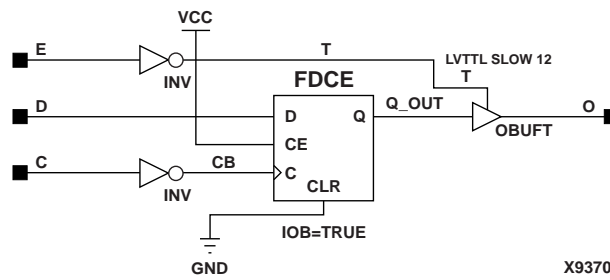 VCC
E
T
LVTTL SLOW 12
INV
FDCE
T
D
D
Q
Q_OUT
O
CE
OBUFT
C
CB
C
INV
CLR
IOB=TRUE
GND
X9370